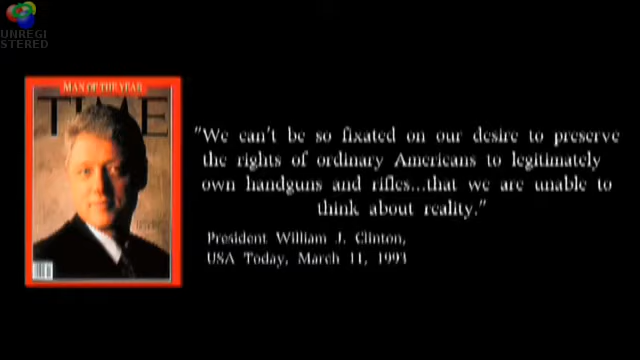 UNREGI
STERED
MAN OF THE YEAR
TIME
"We can't be so fixated on our desire to preserve
the rights of ordinary Americans to legitimately
own handguns and rifles...that we are unable to
think about reality."
President William J. Clinton,
USA Today, March 11, 1993